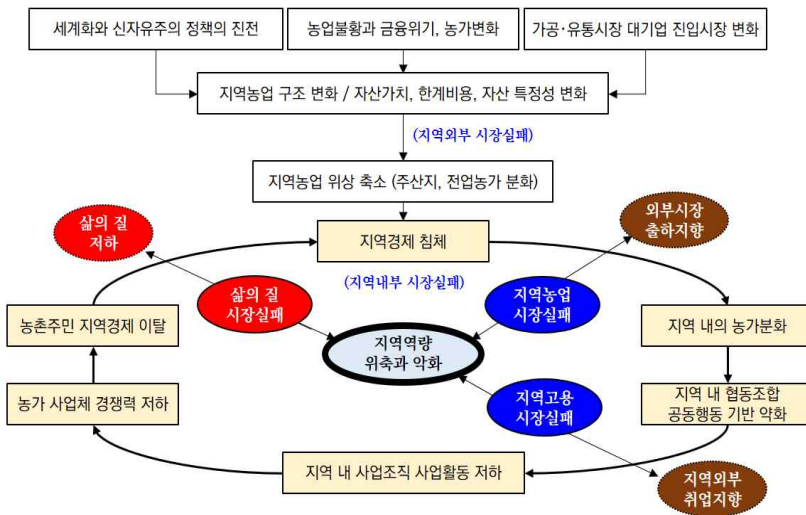 세계화와 신자유주의 정책의 진전
농업불황과 금융위기, 농가변화
가공·유통시장 대기업 진입시장 변화
지역농업 구조 변화 / 자산가치, 한계비용, 자산 특정성 변화
(지역외부 시장실패)
지역농업 위상 축소 (주산지, 전업농가 분화)
삶의 질
저하
외부시장
출하지향
지역경제 침체
(지역내부 시장실패)
삶의 질
시장실패
지역농업
시장실패
농촌주민 지역경제 이탈
지역 내의 농가분화
지역역량
위축과 악화
농가 사업체 경쟁력 저하
지역고용
시장실패
지역 내 협동조합
공동행동 기반 악화
지역 내 사업조직 사업활동 저하
지역외부
취업지향